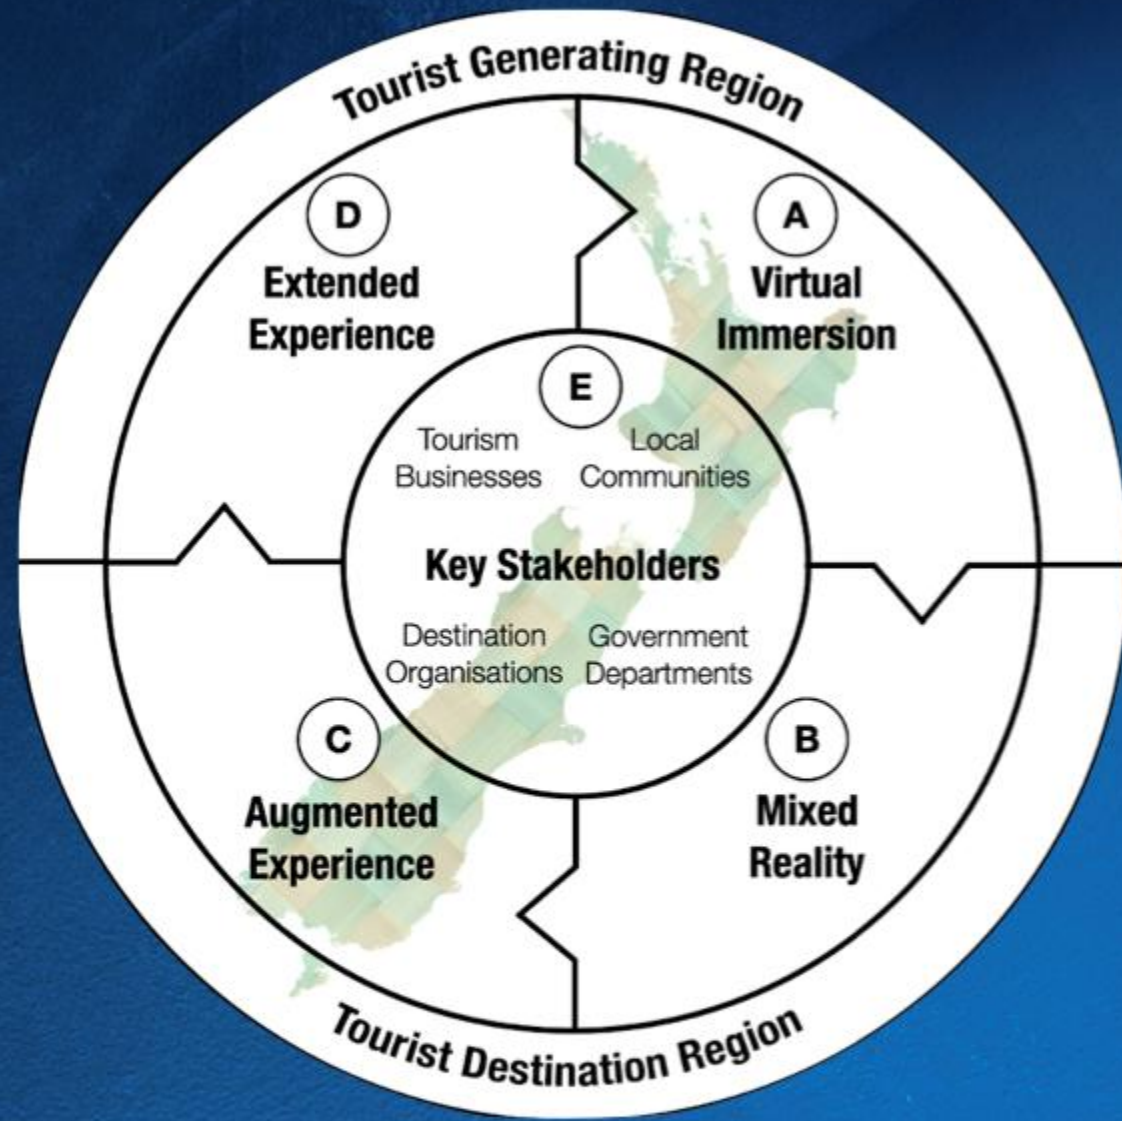 Tourist Generating Region
D
Extended
Experience
A
Virtual
Immersion
E
Tourism
Businesses
Local
Communities
Key Stakeholders
Destination
Organisations
Government
Departments
C
Augmented
Experience
B
Mixed
Reality
Tourist Destination Region